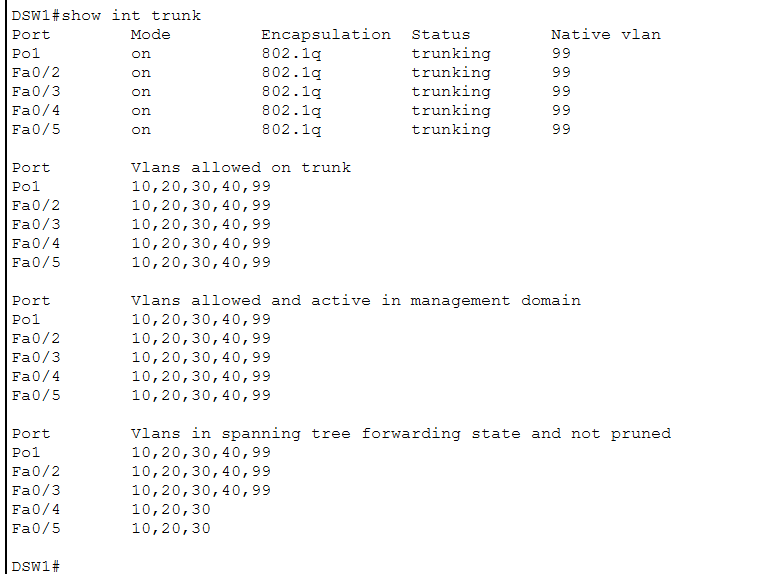 DSW1#show int trunk
Port        Mode         Encapsulation  Status        Native vlan
Po1         on           802.1q         trunking      99
Fa0/2       on           802.1q         trunking      99
Fa0/3       on           802.1q         trunking      99
Fa0/4       on           802.1q         trunking      99
Fa0/5       on           802.1q         trunking      99

Port        Vlans allowed on trunk
Po1         10,20,30,40,99
Fa0/2       10,20,30,40,99
Fa0/3       10,20,30,40,99
Fa0/4       10,20,30,40,99
Fa0/5       10,20,30,40,99

Port        Vlans allowed and active in management domain
Po1         10,20,30,40,99
Fa0/2       10,20,30,40,99
Fa0/3       10,20,30,40,99
Fa0/4       10,20,30,40,99
Fa0/5       10,20,30,40,99

Port        Vlans in spanning tree forwarding state and not pruned
Po1         10,20,30,40,99
Fa0/2       10,20,30,40,99
Fa0/3       10,20,30,40,99
Fa0/4       10,20,30
Fa0/5       10,20,30

DSW1#